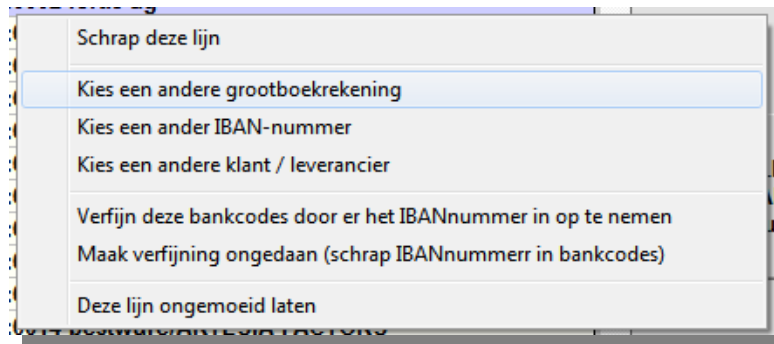 Schrap deze lijn
Kies een andere grootboekrekening
Kies een ander IBAN-nummer
Kies een andere klant / leverancier
Verfijn deze bankcodes door er het IBANnummer in op te nemen
Maak verfijning ongedaan (schrap IBANnummerr in bankcodes)
Deze lijn ongemoeid laten